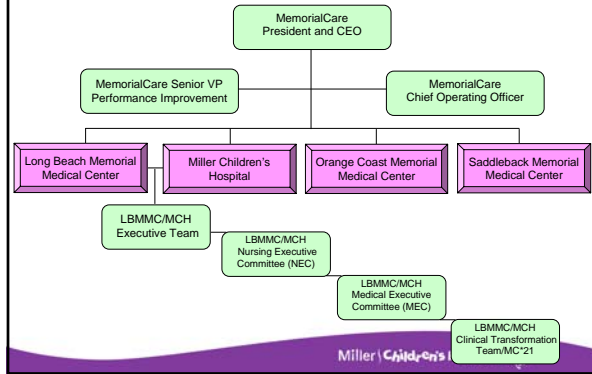 MemorialCare
President and CEO
MemorialCare Senior VP
Performance Improvement
MemorialCare
Chief Operating Officer
Long Beach Memorial
Medical Center
Miller Children's
Hospital
Orange Coast Memorial
Medical Center
Saddleback Memorial
Medical Center
LBMMC/MCH
Executive Team
LBMMC/MCH
Nursing Executive
Committee (NEC)
LBMMC/MCH
Medical Executive
Committee (MEC)
LBMMC/MCH
Clinical Transformation
Team/MC*21
Miller Children's